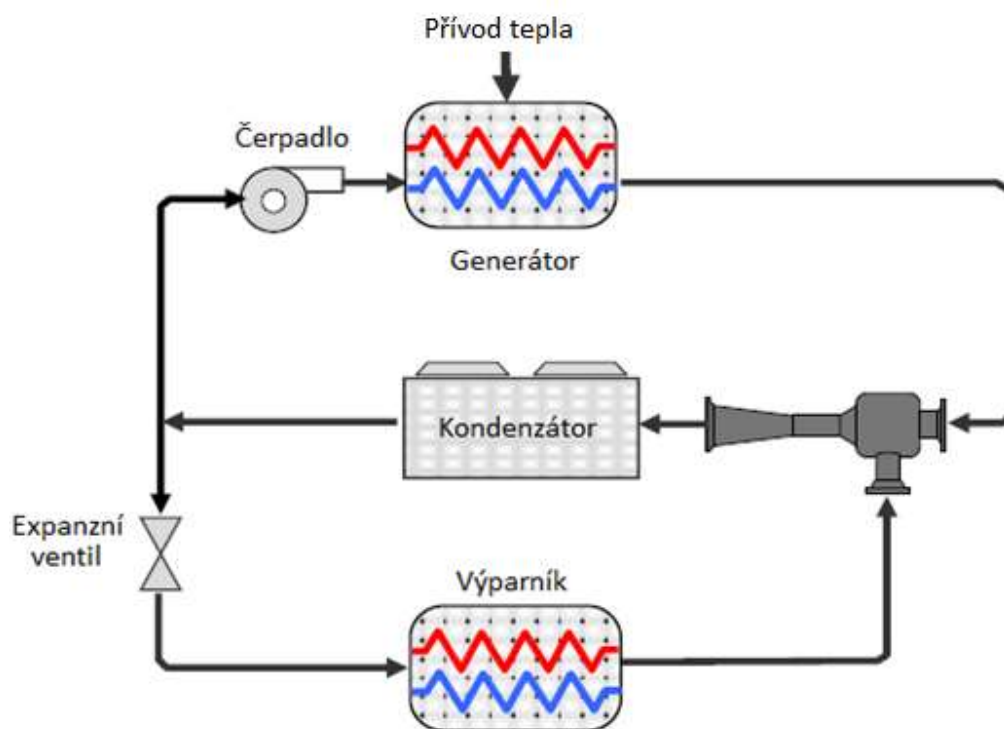 Přívod tepla
Čerpadlo
Generátor
Kondenzátor
Expanzní
ventil
Výparník